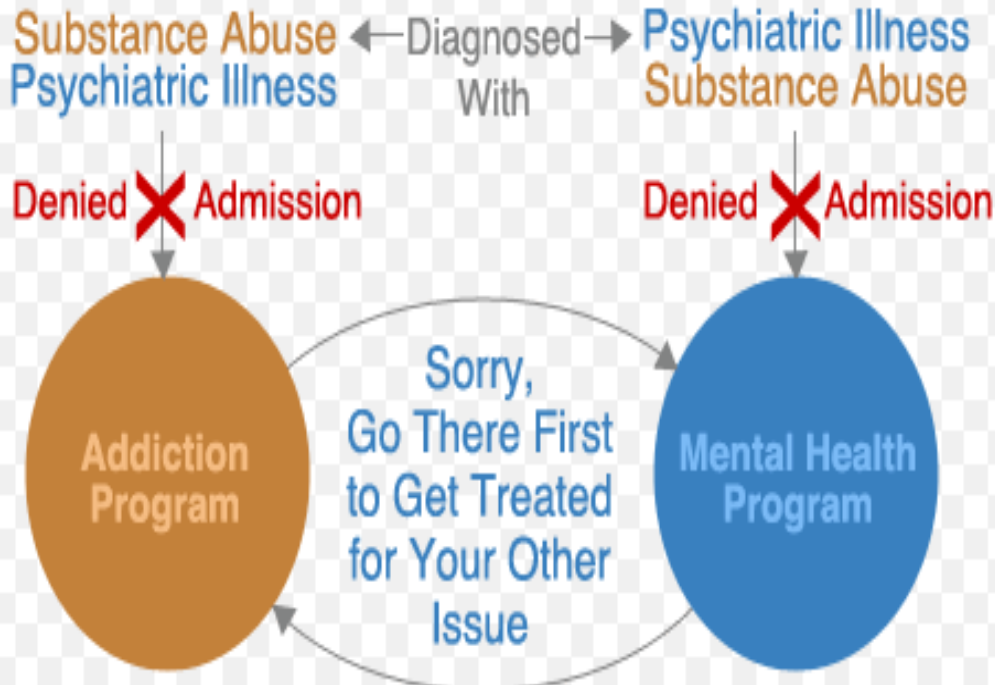 Substance Abuse
Psychiatric Illness
Diagnosed
With
Psychiatric Illness
Substance Abuse
Denied Admission
Denied Admission
Addiction
Program
Sorry,
Go There First
to Get Treated
for Your Other
Issue
Mental Health
Program